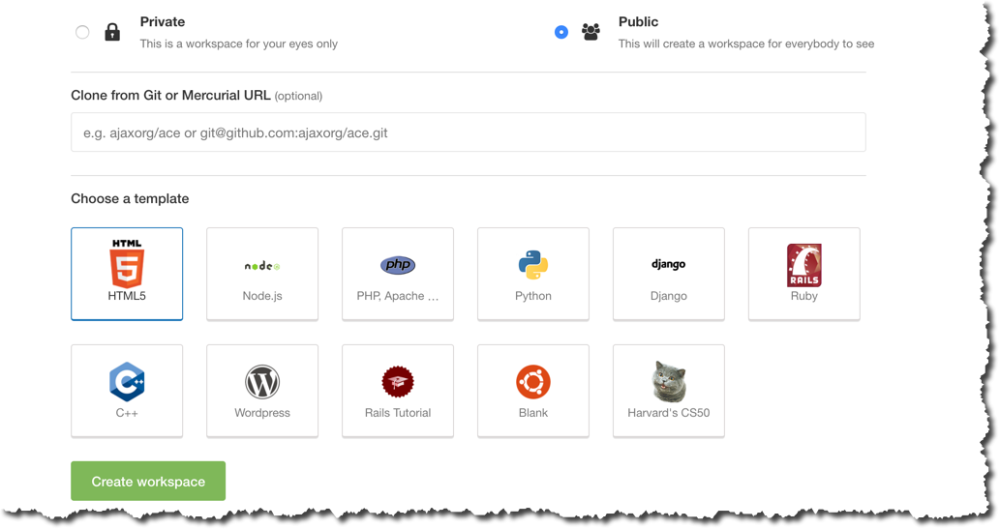 Private
This is a workspace for your eyes only
Public
This will create a workspace for everybody to see
Clone from Git or Mercurial URL (optional)
e.g. ajaxorg/ace or git@github.com:ajaxorg/ace.git
Choose a template
HTML
5
HTML5
node
Node.js
php
PHP, Apache ...
Python
django
Django
RAILS
Ruby
C++
C++
W
Wordpress
Rails Tutorial
Blank
Harvard's CS50
Create workspace